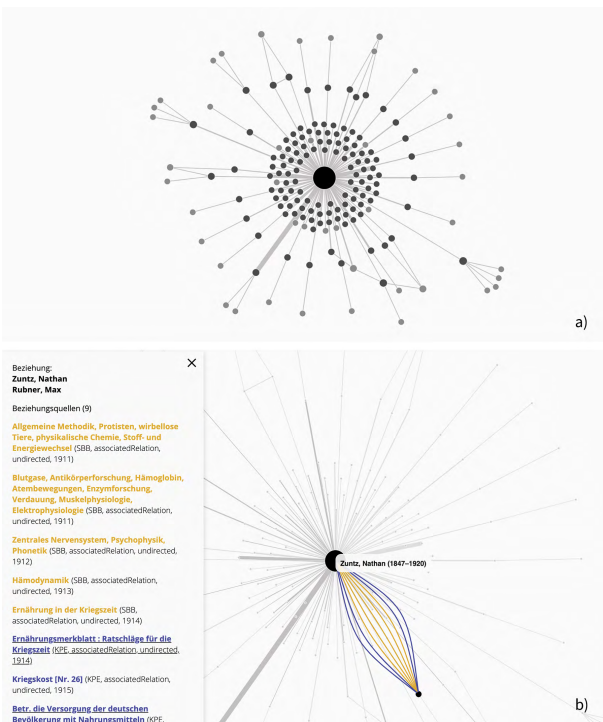 a)
Beziehung:
Zuntz, Nathan
Rubner, Max
Beziehungsquellen (9)
Allgemeine Methodik, Protisten, wirbellose
Tiere, physikalische Chemie, Stoff- und
Energiewechsel (SBB, associatedRelation,
undirected, 1911)
Blutgase, Antikörperforschung, Hämoglobin,
Atembewegungen, Enzymforschung,
Verdauung, Muskelphysiologie,
Elektrophysiologie (SBB, associatedRelation,
undirected, 1911)
Zentrales Nervensystem, Psychophysik,
Phonetik (SBB, associatedRelation, undirected,
1912)
Hämodynamik (SBB, associatedRelation,
undirected, 1913)
Ernährung in der Kriegszeit (SBB,
associatedRelation, undirected, 1914)
Ernährungsmerkblatt : Ratschläge für die
Kriegszeit (KPE, associatedRelation, undirected,
1914)
Kriegskost [Nr. 26] (KPE, associatedRelation,
undirected, 1915)
Betr. die Versorgung der deutschen
Bevölkerung mit Nahrungsmitteln (KPE,
Zuntz, Nathan (1847–1920)
b)